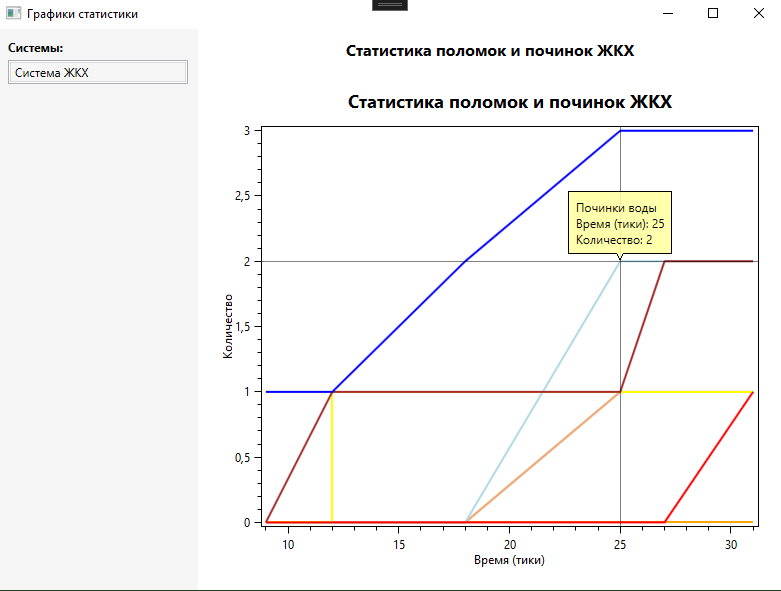 Графики статистики
Системы:
Система ЖКХ
Статистика поломок и починок ЖКХ
Статистика поломок и починок ЖКХ
3
2,5
2
1,5
1
0,5
0
Количество
Починки воды
Время (тики): 25
Количество: 2
10 15 20 25 30
Время (тики)